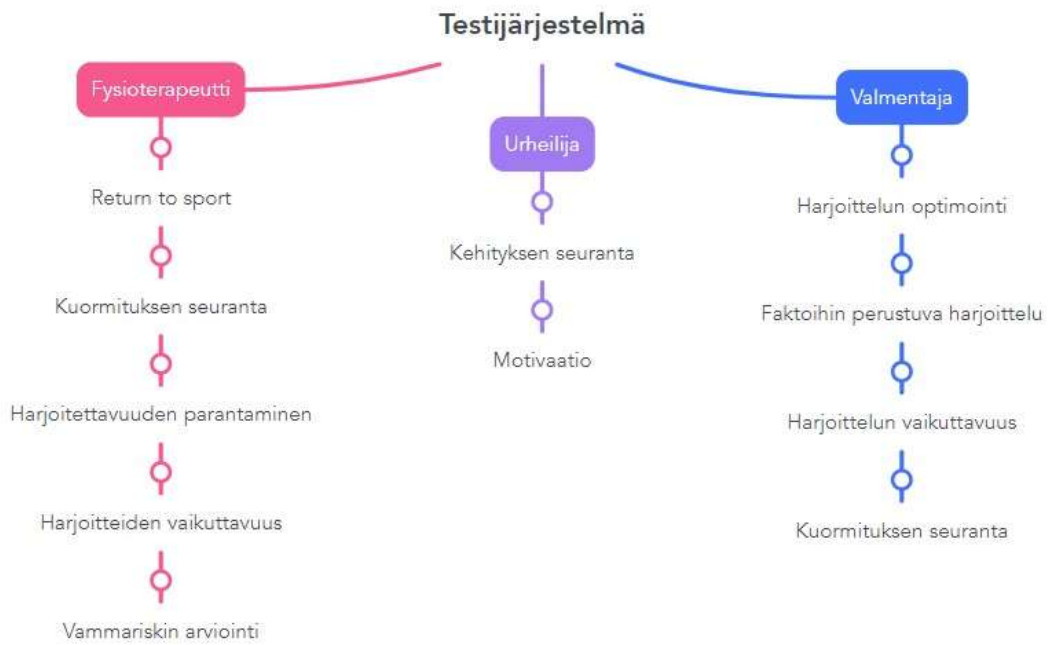 Testijärjestelmä
Fysioterapeutti
Return to sport
Kuormituksen seuranta
Harjoitettavuuden parantaminen
Harjoitteiden vaikuttavuus
Vammariskin arviointi
Urheilija
Kehityksen seuranta
Motivaatio
Valmentaja
Harjoittelun optimointi
Faktoihin perustuva harjoittelu
Harjoittelun vaikuttavuus
Kuormituksen seuranta